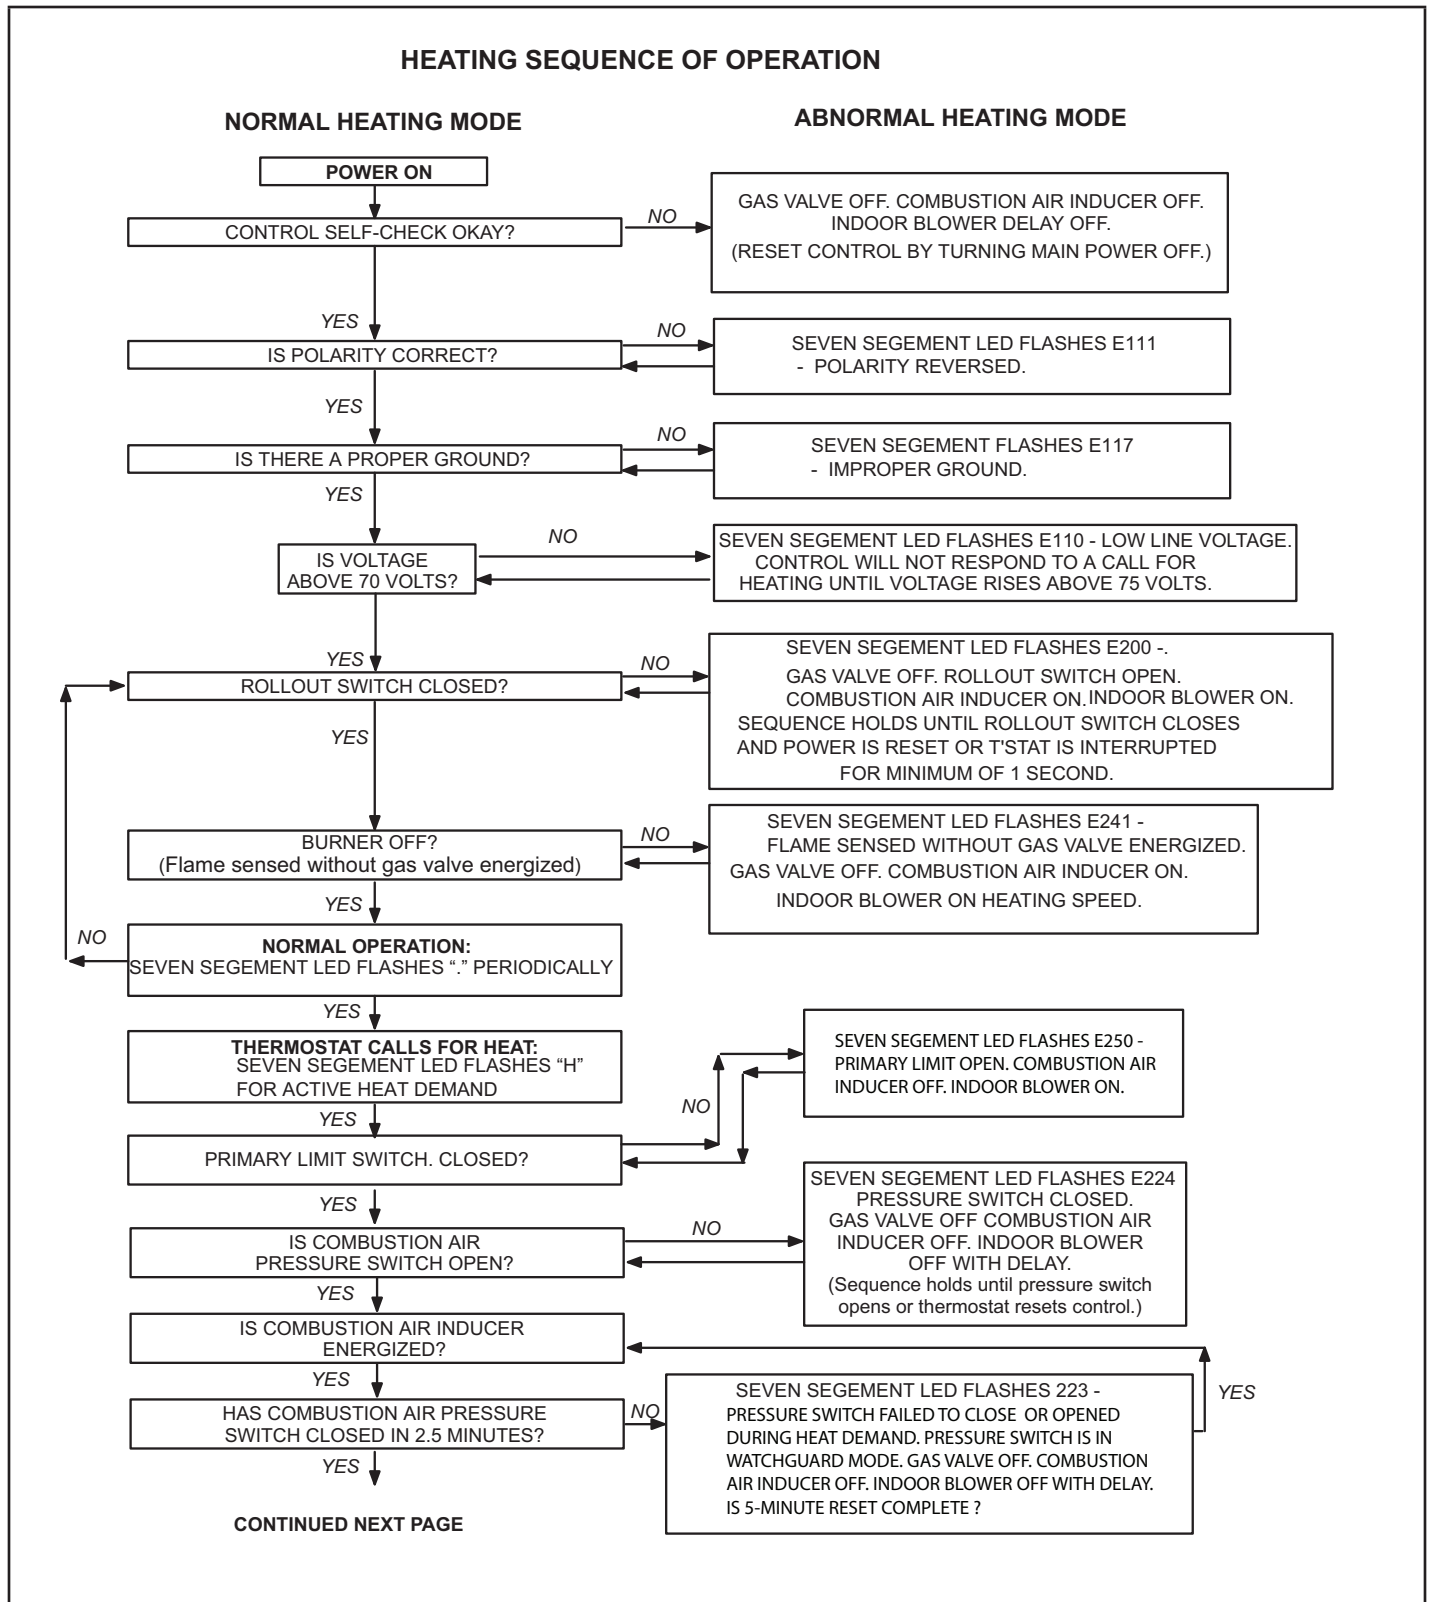 HEATING SEQUENCE OF OPERATION
NORMAL HEATING MODE
ABNORMAL HEATING MODE
POWER ON
CONTROL SELF-CHECK OKAY?
NO
GAS VALVE OFF. COMBUSTION AIR INDUCER OFF.
INDOOR BLOWER DELAY OFF.
(RESET CONTROL BY TURNING MAIN POWER OFF.)
YES
IS POLARITY CORRECT?
NO
SEVEN SEGEMENT LED FLASHES E111
- POLARITY REVERSED.
YES
IS THERE A PROPER GROUND?
NO
SEVEN SEGEMENT FLASHES E117
- IMPROPER GROUND.
YES
IS VOLTAGE
ABOVE 70 VOLTS?
NO
SEVEN SEGEMENT LED FLASHES E110 - LOW LINE VOLTAGE.
CONTROL WILL NOT RESPOND TO A CALL FOR
HEATING UNTIL VOLTAGE RISES ABOVE 75 VOLTS.
YES
ROLLOUT SWITCH CLOSED?
NO
SEVEN SEGEMENT LED FLASHES E200 -.
GAS VALVE OFF. ROLLOUT SWITCH OPEN.
COMBUSTION AIR INDUCER ON. INDOOR BLOWER ON.
SEQUENCE HOLDS UNTIL ROLLOUT SWITCH CLOSES
AND POWER IS RESET OR T'STAT IS INTERRUPTED
FOR MINIMUM OF 1 SECOND.
YES
BURNER OFF?
(Flame sensed without gas valve energized)
NO
SEVEN SEGEMENT LED FLASHES E241 -
FLAME SENSED WITHOUT GAS VALVE ENERGIZED.
GAS VALVE OFF. COMBUSTION AIR INDUCER ON.
INDOOR BLOWER ON HEATING SPEED.
YES
NO
NORMAL OPERATION:
SEVEN SEGEMENT LED FLASHES “.” PERIODICALLY
YES
THERMOSTAT CALLS FOR HEAT:
SEVEN SEGEMENT LED FLASHES “H”
FOR ACTIVE HEAT DEMAND
YES
PRIMARY LIMIT SWITCH. CLOSED?
NO
SEVEN SEGEMENT LED FLASHES E250 -
PRIMARY LIMIT OPEN. COMBUSTION AIR
INDUCER OFF. INDOOR BLOWER ON.
YES
IS COMBUSTION AIR
PRESSURE SWITCH OPEN?
NO
SEVEN SEGEMENT LED FLASHES E224
PRESSURE SWITCH CLOSED.
GAS VALVE OFF COMBUSTION AIR
INDUCER OFF. INDOOR BLOWER
OFF WITH DELAY.
(Sequence holds until pressure switch
opens or thermostat resets control.)
YES
IS COMBUSTION AIR INDUCER
ENERGIZED?
YES
HAS COMBUSTION AIR PRESSURE
SWITCH CLOSED IN 2.5 MINUTES?
NO
SEVEN SEGEMENT LED FLASHES 223 -
PRESSURE SWITCH FAILED TO CLOSE OR OPENED
DURING HEAT DEMAND. PRESSURE SWITCH IS IN
WATCHGUARD MODE. GAS VALVE OFF. COMBUSTION
AIR INDUCER OFF. INDOOR BLOWER OFF WITH DELAY.
IS 5-MINUTE RESET COMPLETE ?
YES
YES
CONTINUED NEXT PAGE